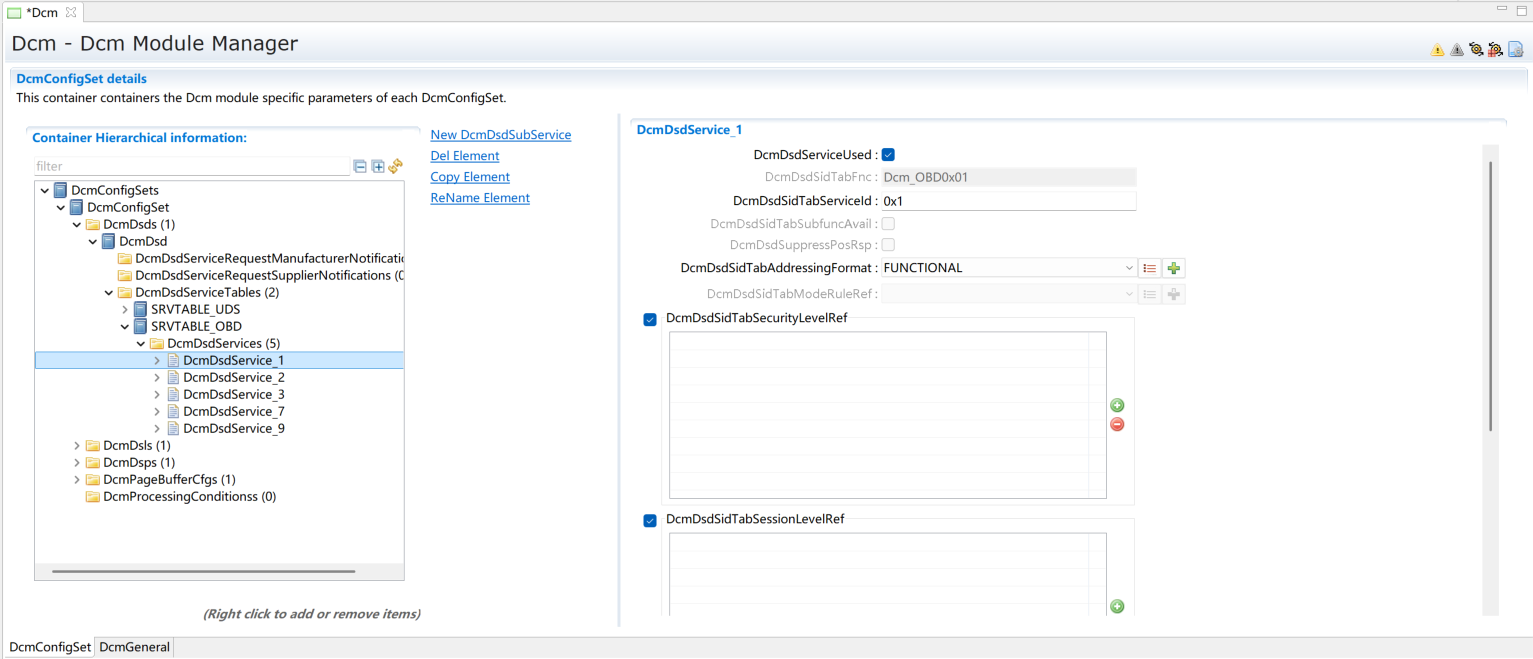 *Dcm
Dcm - Dcm Module Manager
DcmConfigSet details
This container containers the Dcm module specific parameters of each DcmConfigSet.
Container Hierarchical information:
filter
DcmConfigSets
DcmConfigSet
DcmDsds (1)
DcmDsd
DcmDsdServiceRequestManufacturerNotificati
DcmDsdServiceRequestSupplierNotifications (0
DcmDsdServiceTables (2)
SRVTABLE_UDS
SRVTABLE_OBD
DcmDsdServices (5)
DcmDsdService_1
DcmDsdService_2
DcmDsdService_3
DcmDsdService_7
DcmDsdService_9
DcmDsls (1)
DcmDsps (1)
DcmPageBufferCfgs (1)
DcmProcessingConditionss (0)
(Right click to add or remove items)
New DcmDsdSubService
Del Element
Copy Element
ReName Element
DcmDsdService_1
DcmDsdServiceUsed :
DcmDsdSidTabFnc : Dcm_OBD0x01
DcmDsdSidTabServiceId : 0x1
DcmDsdSidTabSubfuncAvail :
DcmDsdSuppressPosRsp :
DcmDsdSidTabAddressingFormat : FUNCTIONAL
DcmDsdSidTabModeRuleRef :
DcmDsdSidTabSecurityLevelRef
DcmDsdSidTabSessionLevelRef
DcmConfigSet DcmGeneral